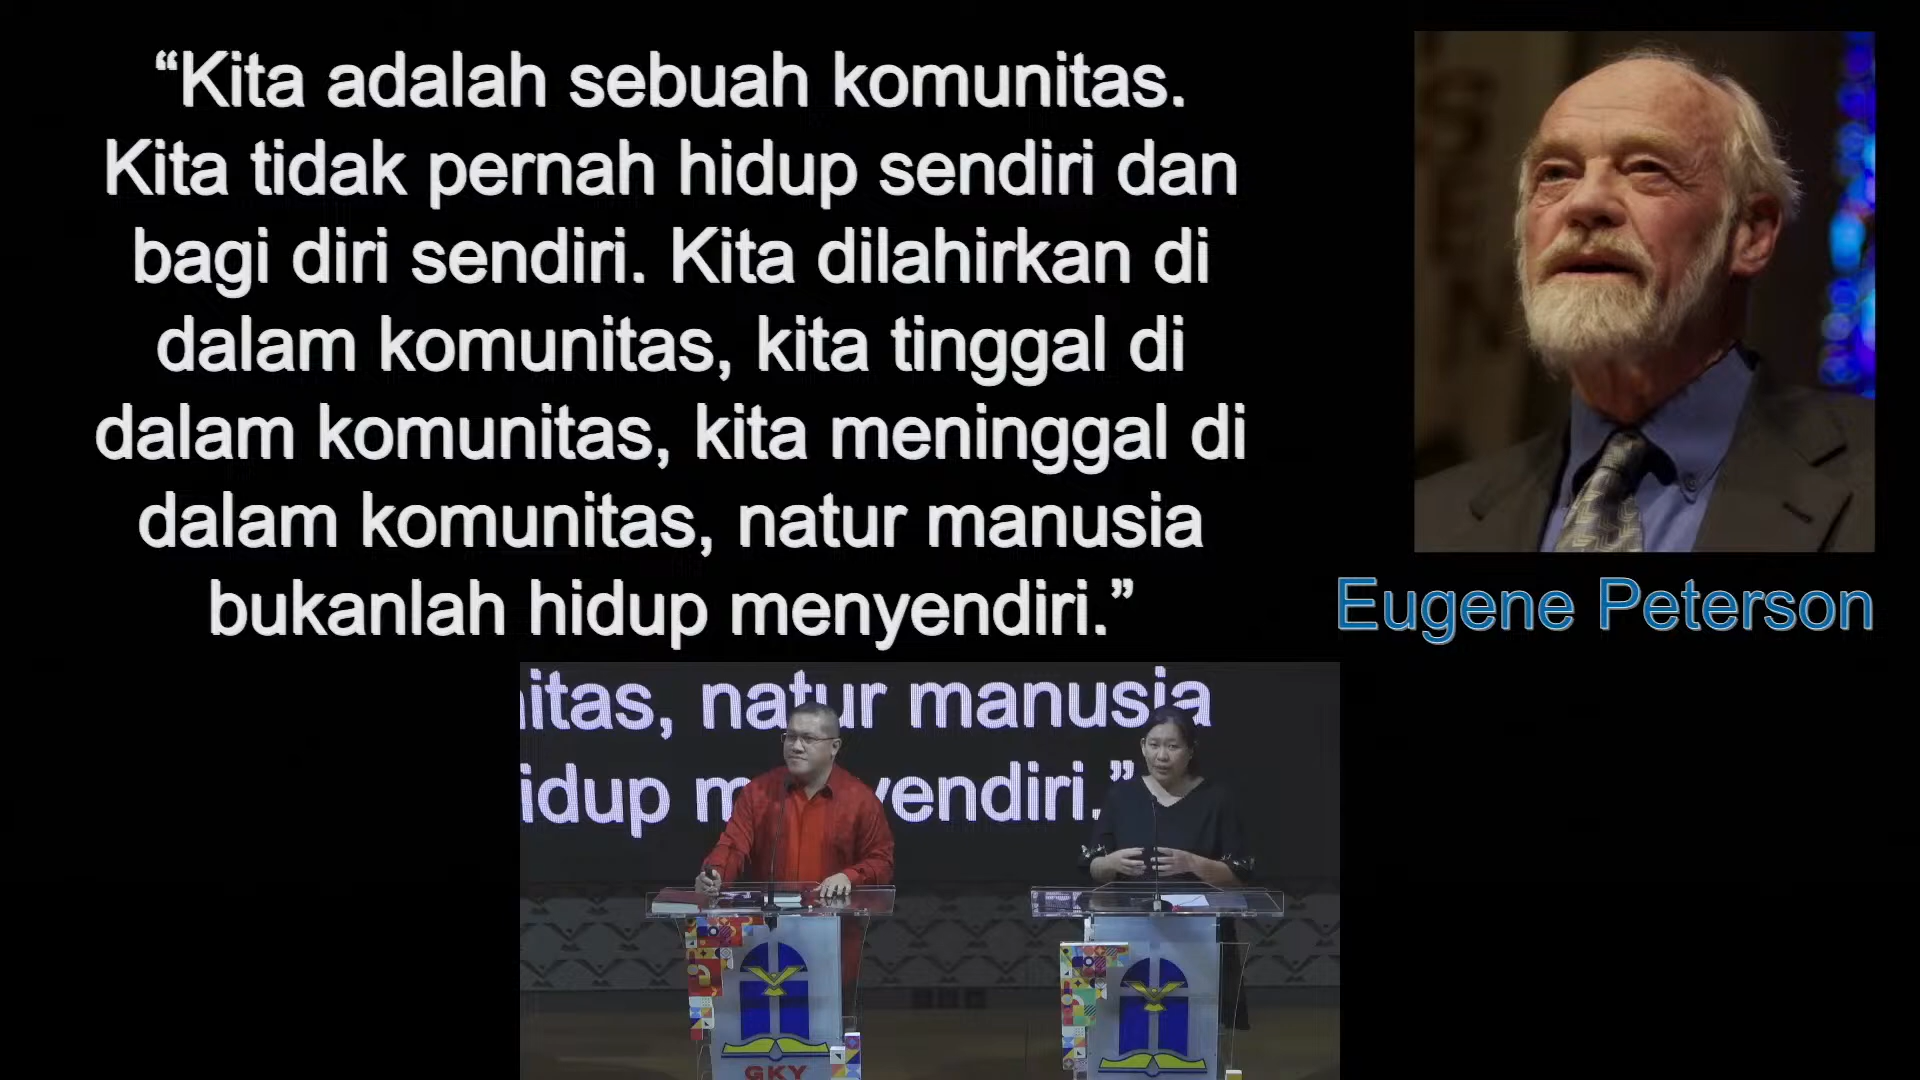 “Kita adalah sebuah komunitas.
Kita tidak pernah hidup sendiri dan
bagi diri sendiri. Kita dilahirkan di
dalam komunitas, kita tinggal di
dalam komunitas, kita meninggal di
dalam komunitas, natur manusia
bukanlah hidup menyendiri.”
Eugene Peterson
itas, natur manusia
idup m yendiri.”
GKY